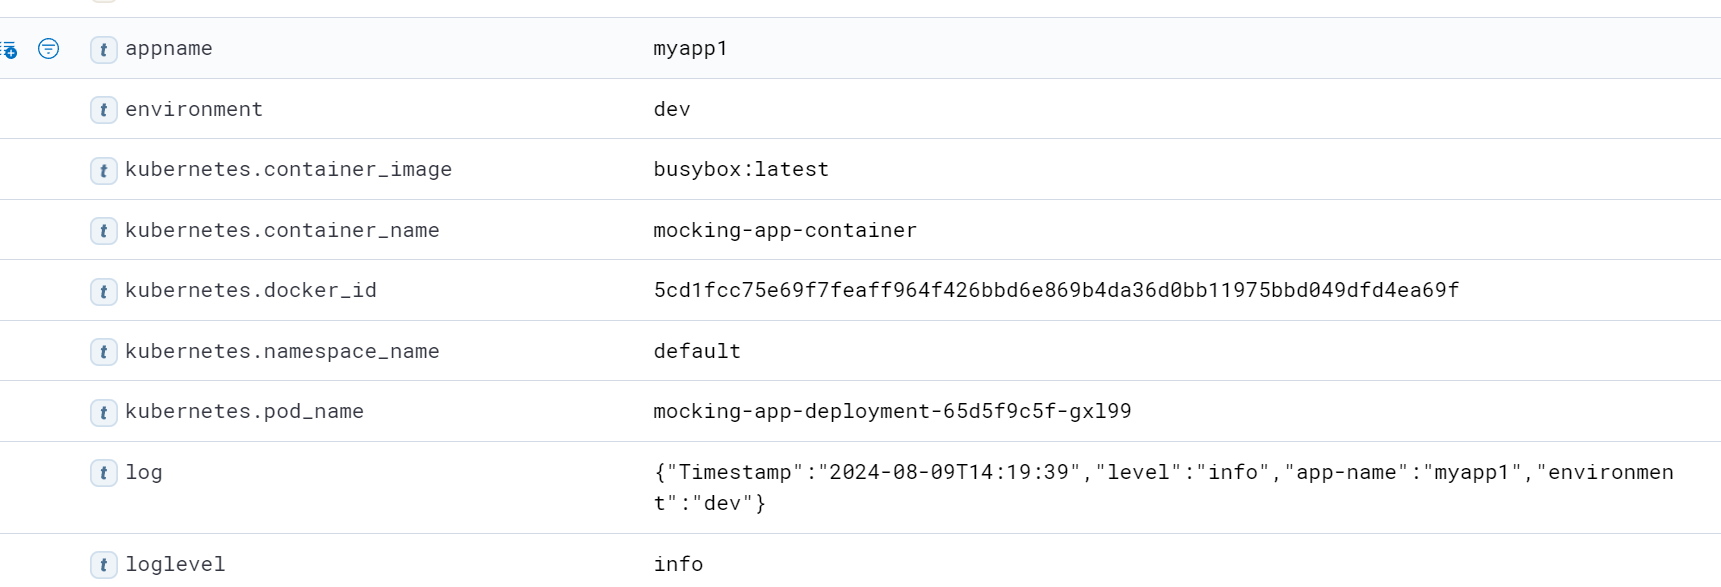 t appname myapp1
t environment dev
t kubernetes.container_image busybox:latest
t kubernetes.container_name mocking-app-container
t kubernetes.docker_id 5cd1fcc75e69f7feaff964f426bbd6e869b4da36d0bb11975bbd049dfd4ea69f
t kubernetes.namespace_name default
t kubernetes.pod_name mocking-app-deployment-65d5f9c5f-gxl99
t log {"Timestamp":"2024-08-09T14:19:39","level":"info","app-name":"myapp1","environmen
t":"dev"}
t loglevel info